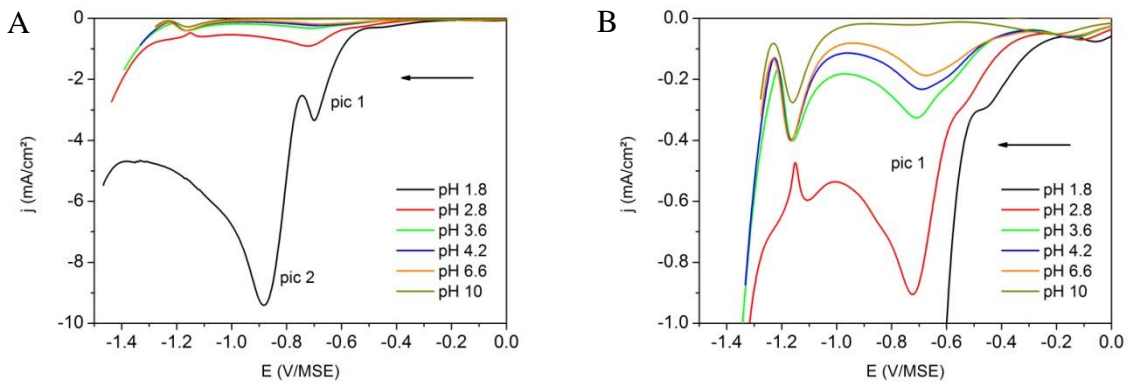 A
0
-2
-4
-6
-8
-10
j (mA/cm²)
-1.4 -1.2 -1.0 -0.8 -0.6 -0.4 -0.2 0.0
E (V/MSE)
pic 1
pic 2
pH 1.8
pH 2.8
pH 3.6
pH 4.2
pH 6.6
pH 10
B
0.0
-0.2
-0.4
-0.6
-0.8
-1.0
j (mA/cm²)
-1.4 -1.2 -1.0 -0.8 -0.6 -0.4 -0.2 0.0
E (V/MSE)
pic 1
pH 1.8
pH 2.8
pH 3.6
pH 4.2
pH 6.6
pH 10